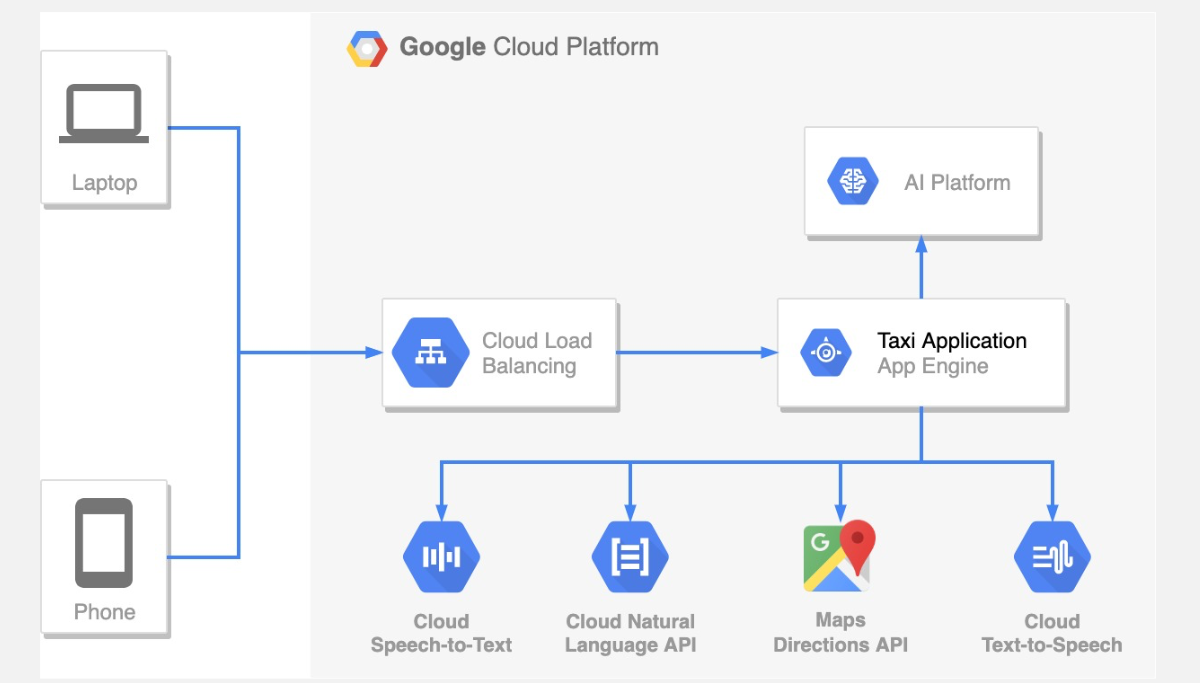 Google Cloud Platform
Laptop
AI Platform
Cloud Load
Balancing
Taxi Application
App Engine
Phone
Cloud
Speech-to-Text
Cloud Natural
Language API
G
Maps
Directions API
Cloud
Text-to-Speech